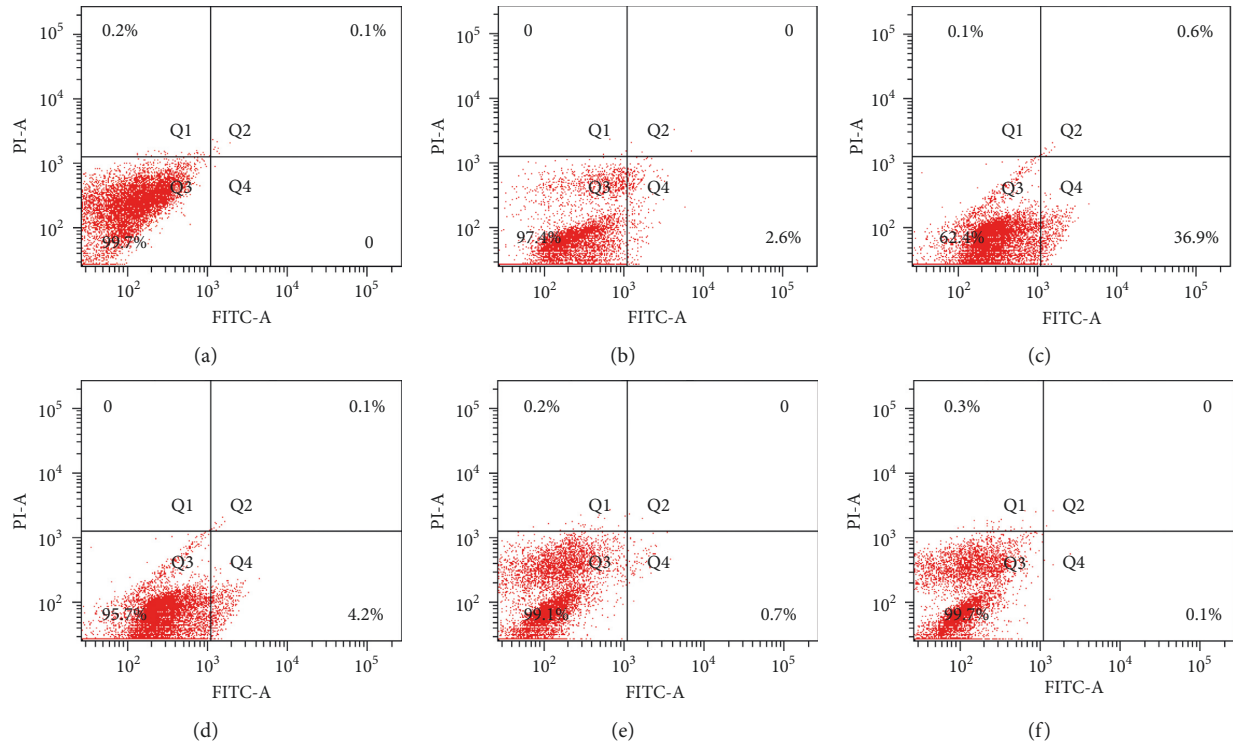 0.2% 0.1%
10^5
10^4
PI-A
Q1 Q2
10^3
Q3 Q4
10^2
99.7% 0
10^2 10^3 10^4 10^5
FITC-A
(a)
0 0
10^5
10^4
PI-A
Q1 Q2
10^3
Q3 Q4
10^2
97.4% 2.6%
10^2 10^3 10^4 10^5
FITC-A
(b)
0.1% 0.6%
10^5
10^4
PI-A
Q1 Q2
10^3
Q3 Q4
10^2
62.4% 36.9%
10^2 10^3 10^4 10^5
FITC-A
(c)
0 0.1%
10^5
10^4
PI-A
Q1 Q2
10^3
Q3 Q4
10^2
95.7% 4.2%
10^2 10^3 10^4 10^5
FITC-A
(d)
0.2% 0
10^5
10^4
PI-A
Q1 Q2
10^3
Q3 Q4
10^2
99.1% 0.7%
10^2 10^3 10^4 10^5
FITC-A
(e)
0.3% 0
10^5
10^4
PI-A
Q1 Q2
10^3
Q3 Q4
10^2
99.7% 0.1%
10^2 10^3 10^4 10^5
FITC-A
(f)